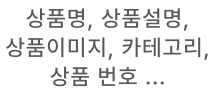 상품명, 상품설명,
상품이미지, 카테고리,
상품 번호 ...